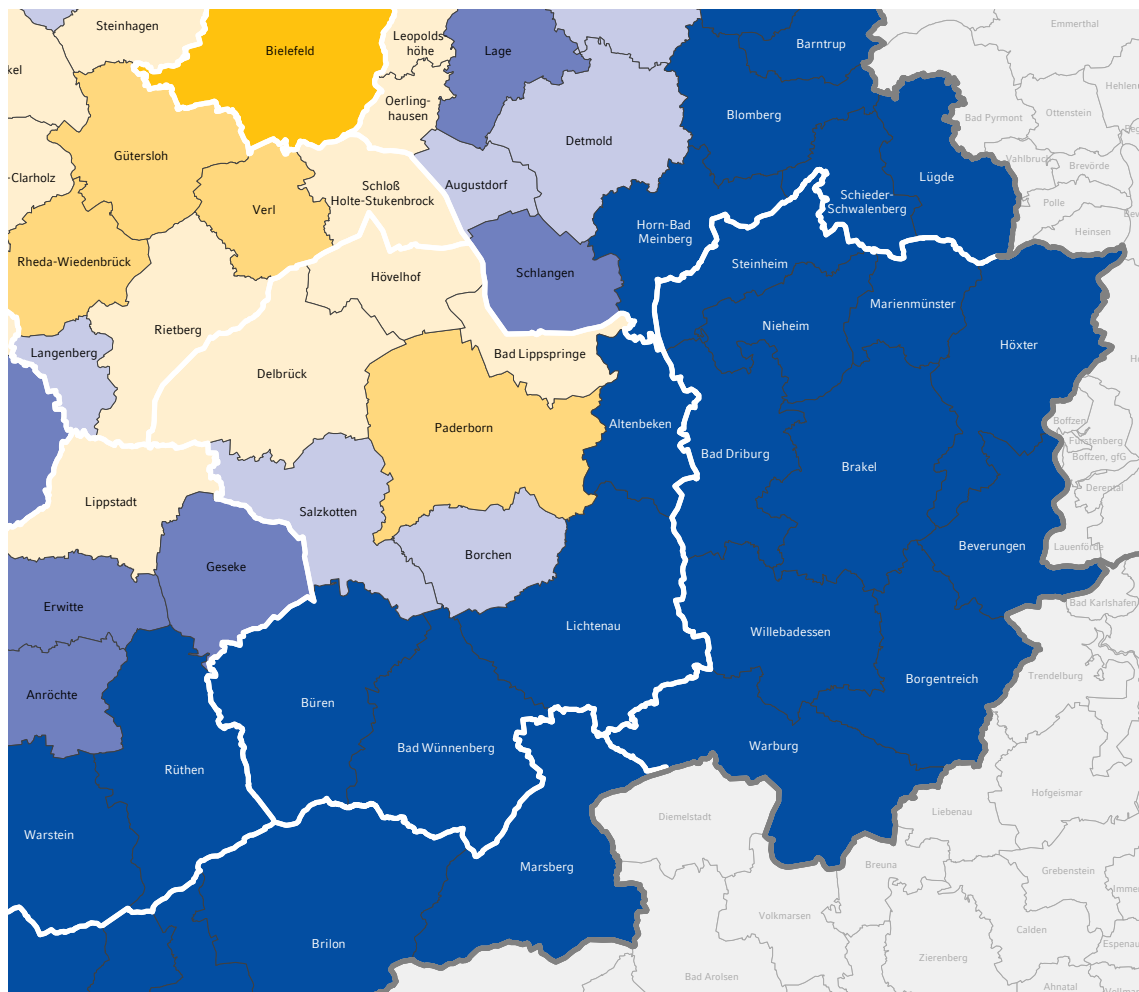 Steinhagen
Bielefeld
Leopolds
höhe
Lage
Barntrup
Emmerthal
kel
Oerling-
hausen
Blomberg
Bad Pyrmont
Ottenstein
Detmold
Gütersloh
Vahlbruch
Brevörde
-Clarholz
Schloß
Holte-Stukenbrock
Augustdorf
Lügde
Verl
Schieder-
Schwalenberg
Polle
Horn-Bad
Meinberg
Heinsen
Rheda-Wiedenbrück
Hövelhof
Schlangen
Steinheim
Marienmünster
Rietberg
Nieheim
Höxter
Langenberg
Bad Lippspringe
Delbrück
Altenbeken
Boffzen
Paderborn
Fürstenberg
Bad Driburg
Boffzen, gfG
Brakel
Derental
Lippstadt
Salzkotten
Beverungen
Lauenförde
Borchen
Geseke
Erwitte
Bad Karlshafen
Lichtenau
Willebadessen
Trendelburg
Borgentreich
Anröchte
Büren
Bad Wünnenberg
Warburg
Rüthen
Hofgeismar
Diemelstadt
Liebenau
Warstein
Marsberg
Breuna
Grebenstein
Volkmarsen
Calden
Brilon
Espenau
Zierenberg
Bad Arolsen
Ahnatal